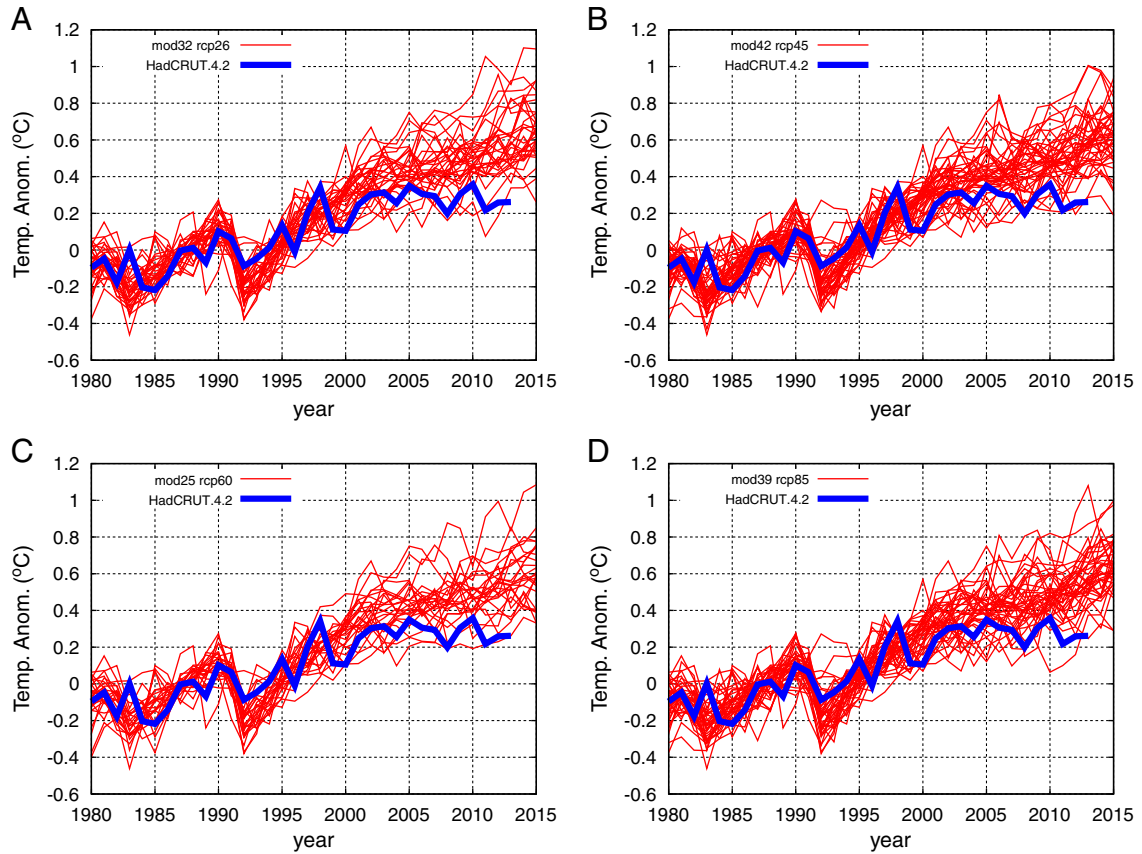 A
1.2
1
0.8
0.6
0.4
0.2
0
-0.2
-0.4
-0.6
Temp. Anom. (oC)
mod32 rcp26
HadCRUT.4.2
1980 1985 1990 1995 2000 2005 2010 2015
year
B
1.2
1
0.8
0.6
0.4
0.2
0
-0.2
-0.4
-0.6
Temp. Anom. (oC)
mod42 rcp45
HadCRUT.4.2
1980 1985 1990 1995 2000 2005 2010 2015
year
C
1.2
1
0.8
0.6
0.4
0.2
0
-0.2
-0.4
-0.6
Temp. Anom. (oC)
mod25 rcp60
HadCRUT.4.2
1980 1985 1990 1995 2000 2005 2010 2015
year
D
1.2
1
0.8
0.6
0.4
0.2
0
-0.2
-0.4
-0.6
Temp. Anom. (oC)
mod39 rcp85
HadCRUT.4.2
1980 1985 1990 1995 2000 2005 2010 2015
year